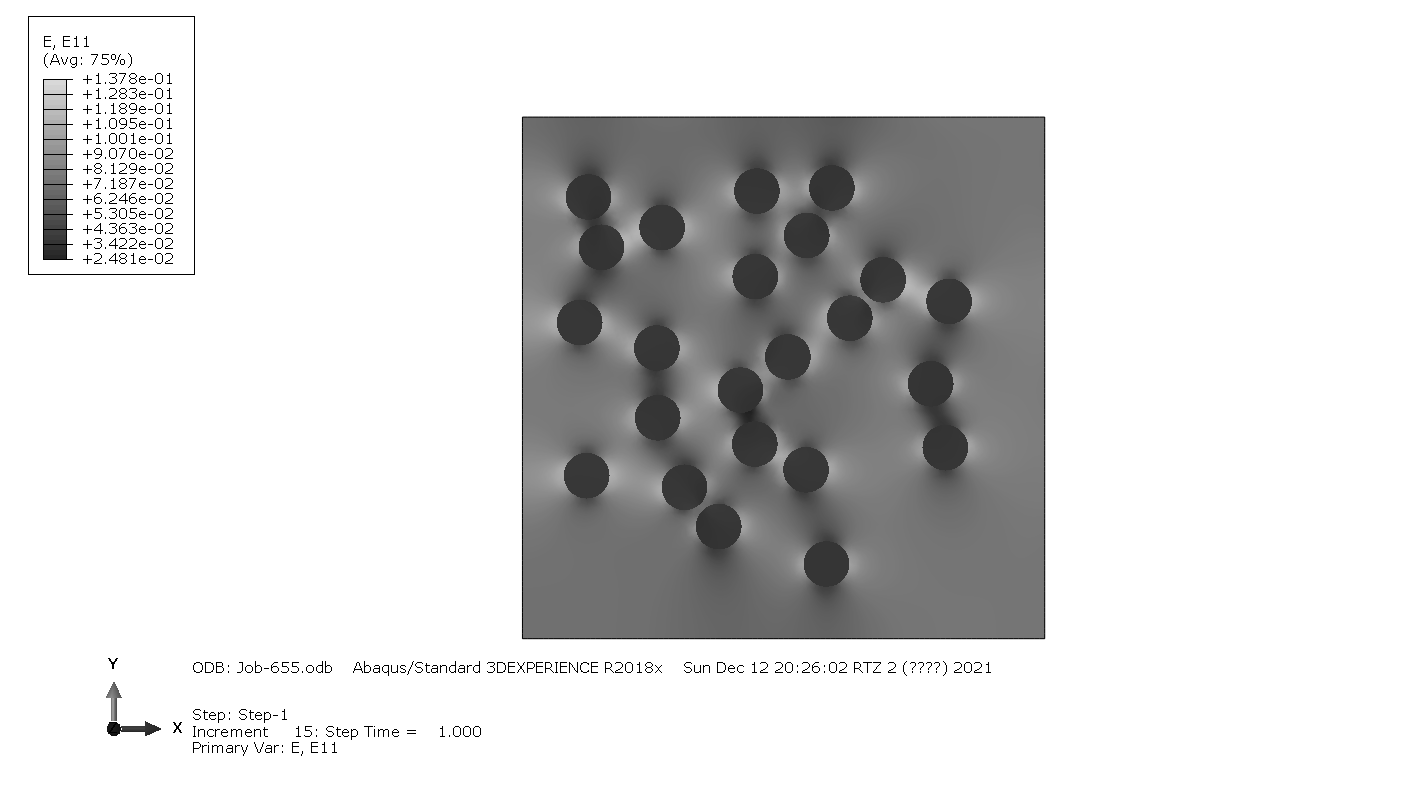 E, E11
(Avg: 75%)
+1.378e-01
+1.283e-01
+1.189e-01
+1.095e-01
+1.001e-01
+9.070e-02
+8.129e-02
+7.187e-02
+6.246e-02
+5.305e-02
+4.363e-02
+3.422e-02
+2.481e-02
Y
X
ODB: Job-655.odb Abaqus/Standard 3DEXPERIENCE R2018x Sun Dec 12 20:26:02 RTZ 2 (????) 2021
Step: Step-1
Increment 15: Step Time = 1.000
Primary Var: E, E11